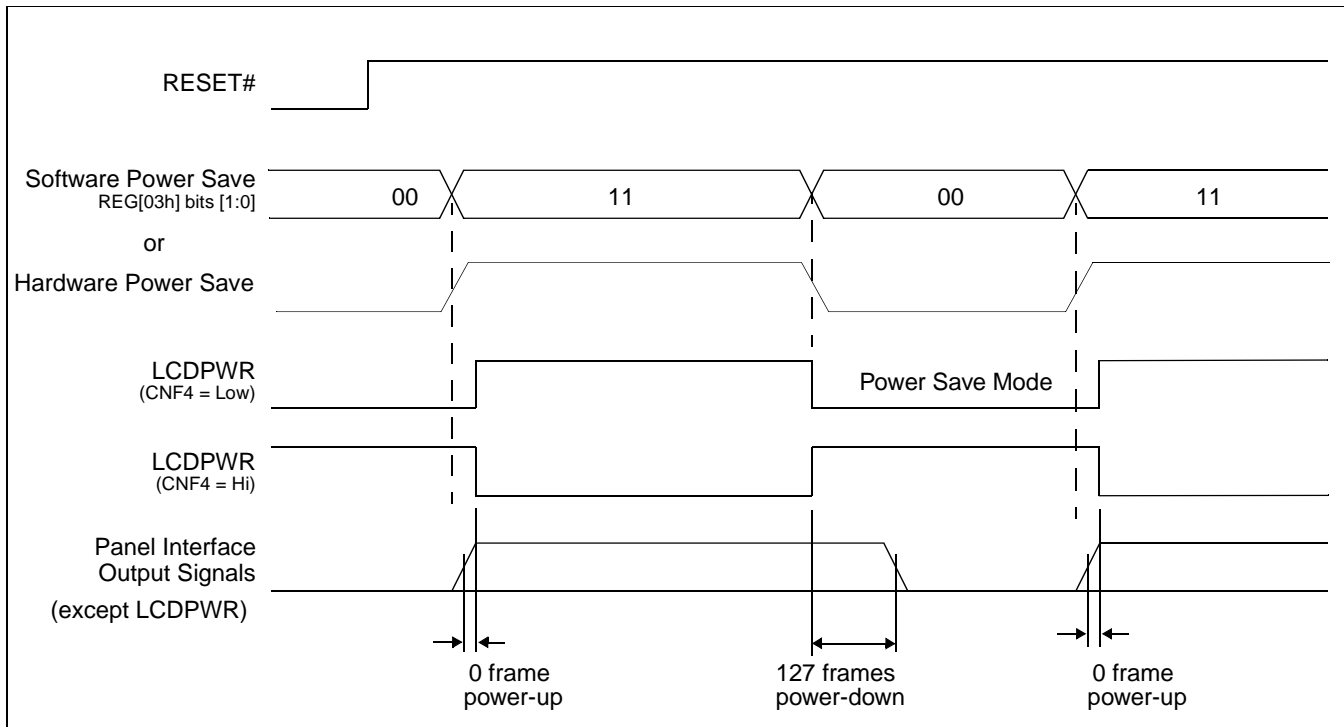 RESET#
Software Power Save
REG[03h] bits [1:0]
00
11
00
11
or
Hardware Power Save
LCDPWR
(CNF4 = Low)
Power Save Mode
LCDPWR
(CNF4 = Hi)
Panel Interface
Output Signals
(except LCDPWR)
0 frame
power-up
127 frames
power-down
0 frame
power-up